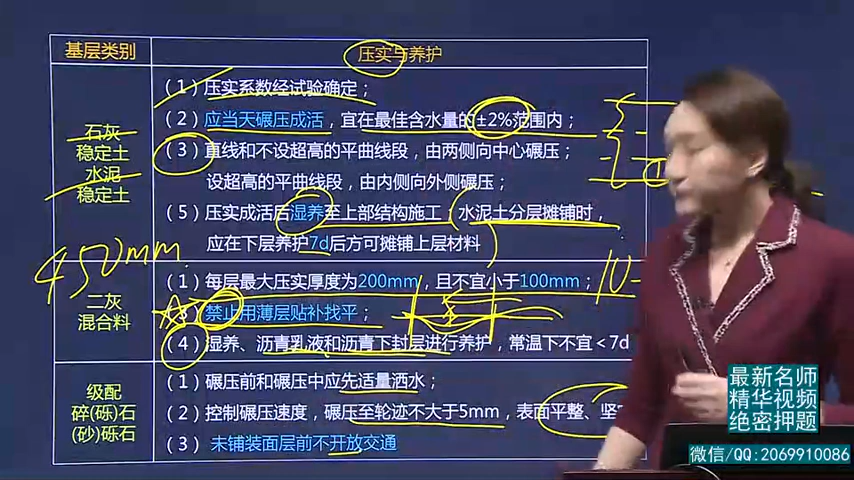 基层类别
压实与养护
石灰
稳定土
水泥
稳定土
（1）压实系数经试验确定；
（2）应当天碾压成活，宜在最佳含水量的±2%范围内；
（3）直线和不设超高的平曲线段，由两侧向中心碾压；
设超高的平曲线段，由内侧向外侧碾压；
（5）压实成活后湿养至上部结构施工，水泥土分层摊铺时，
应在下层养护7d后方可摊铺上层材料
450mm
二灰
混合料
（1）每层最大压实厚度为200mm，且不宜小于100mm；
禁止用薄层贴补找平；
（4）湿养、沥青乳液和沥青下封层进行养护，常温下不宜＜7d
级配
碎(砾)石
(砂)砾石
（1）碾压前和碾压中应先适量洒水；
（2）控制碾压速度，碾压至轮迹不大于5mm，表面平整、坚
（3）未铺装面层前不开放交通
最新名师
精华视频
绝密押题
微信/QQ:2069910086